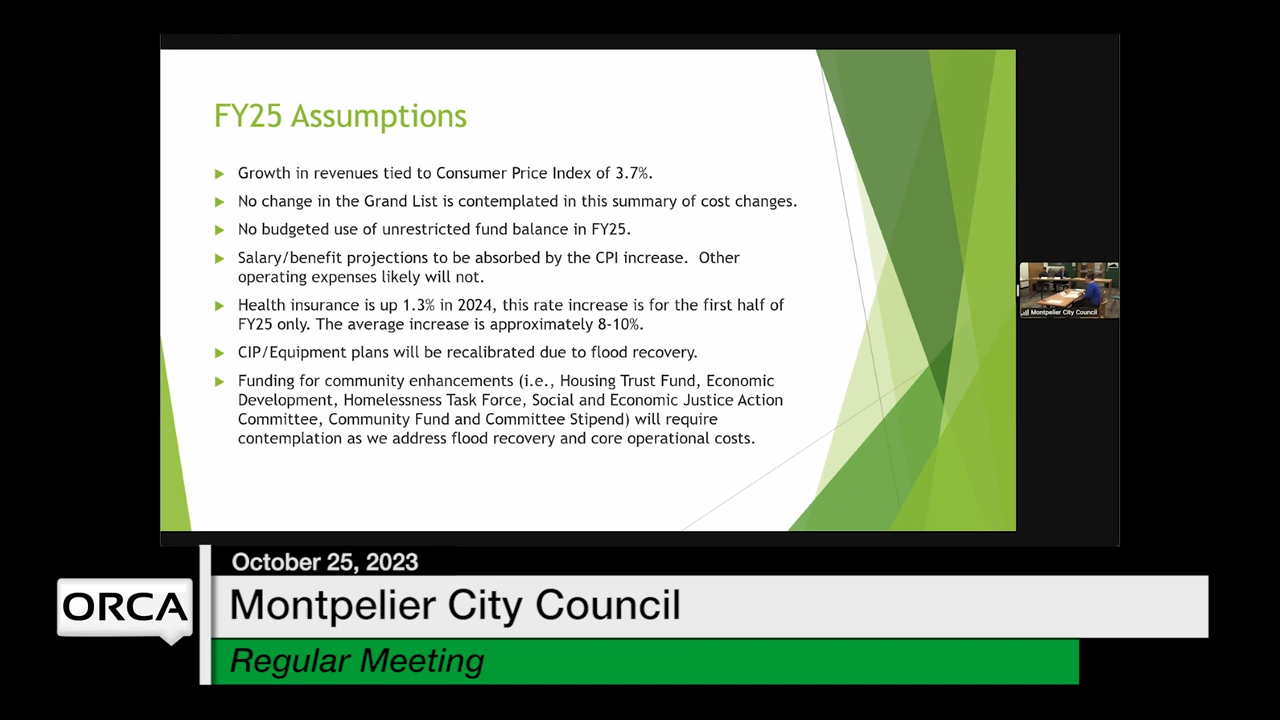 FY25 Assumptions
Growth in revenues tied to Consumer Price Index of 3.7%.
No change in the Grand List is contemplated in this summary of cost changes.
No budgeted use of unrestricted fund balance in FY25.
Salary/benefit projections to be absorbed by the CPI increase.  Other
operating expenses likely will not.
Health insurance is up 1.3% in 2024, this rate increase is for the first half of
FY25 only. The average increase is approximately 8-10%.
CIP/Equipment plans will be recalibrated due to flood recovery.
Funding for community enhancements (i.e., Housing Trust Fund, Economic
Development, Homelessness Task Force, Social and Economic Justice Action
Committee, Community Fund and Committee Stipend) will require
contemplation as we address flood recovery and core operational costs.
Montpelier City Council
October 25, 2023
ORCA
Montpelier City Council
Regular Meeting